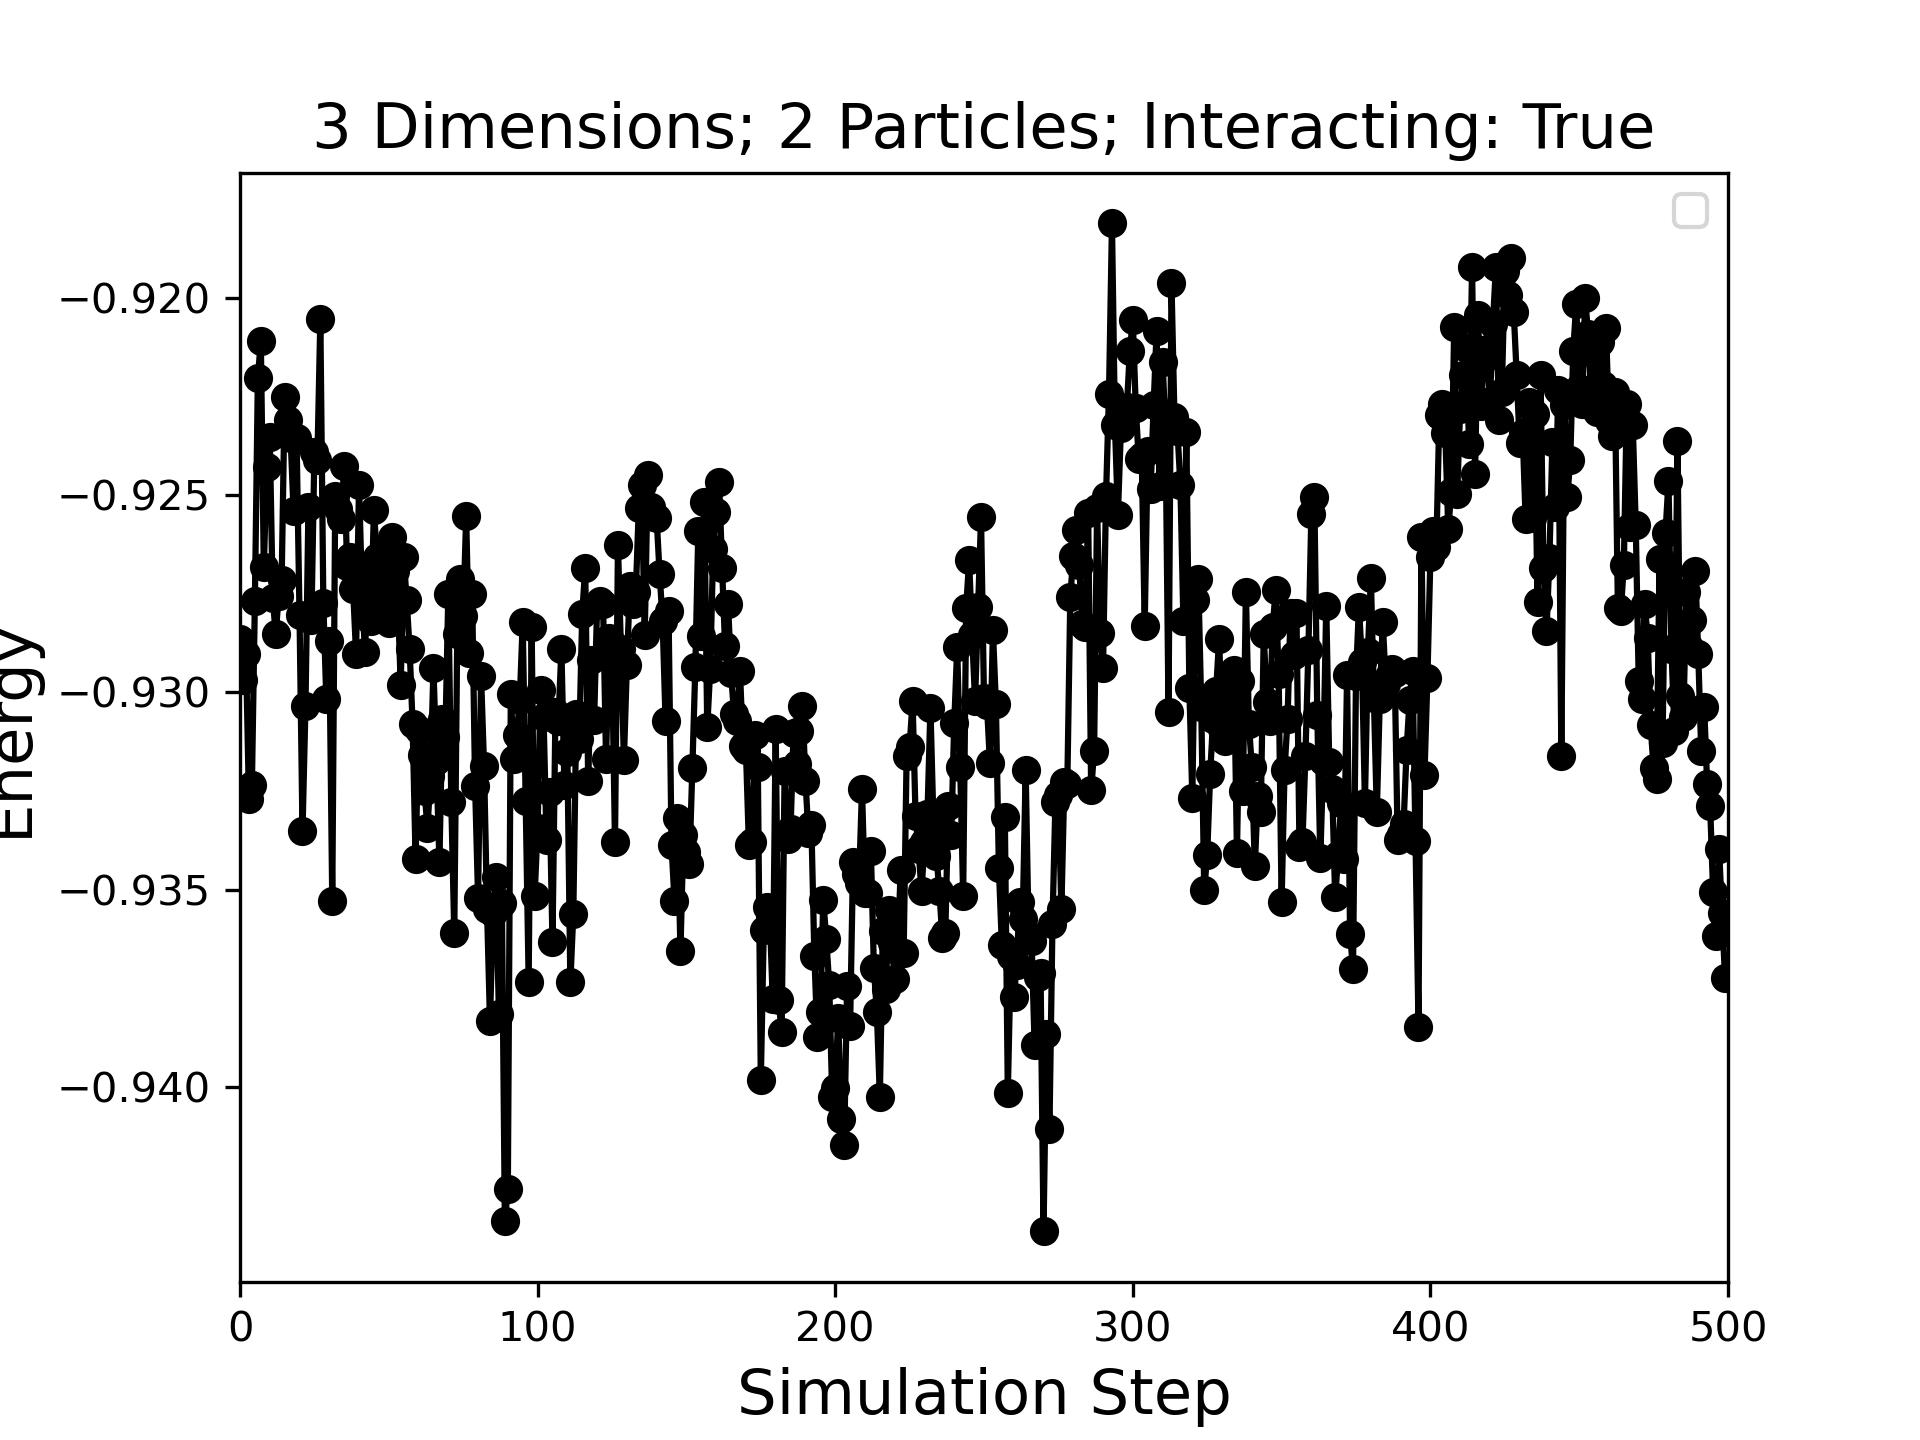 3 Dimensions; 2 Particles; Interacting: True
Energy
−0.920
−0.925
−0.930
−0.935
−0.940
0 100 200 300 400 500
Simulation Step